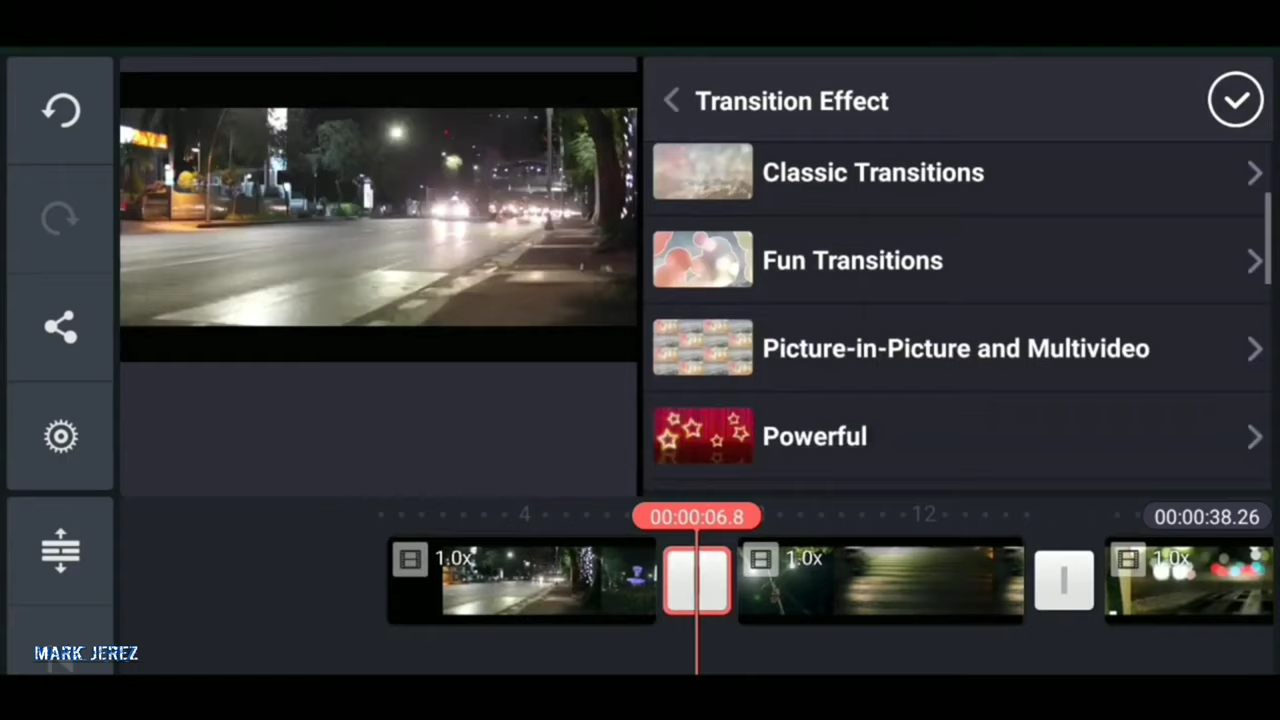 Transition Effect
Classic Transitions
Fun Transitions
Picture-in-Picture and Multivideo
Powerful
4
00:00:06.8
12
00:00:38.26
1.0x
1.0x
1.0x
MARK JEREZ